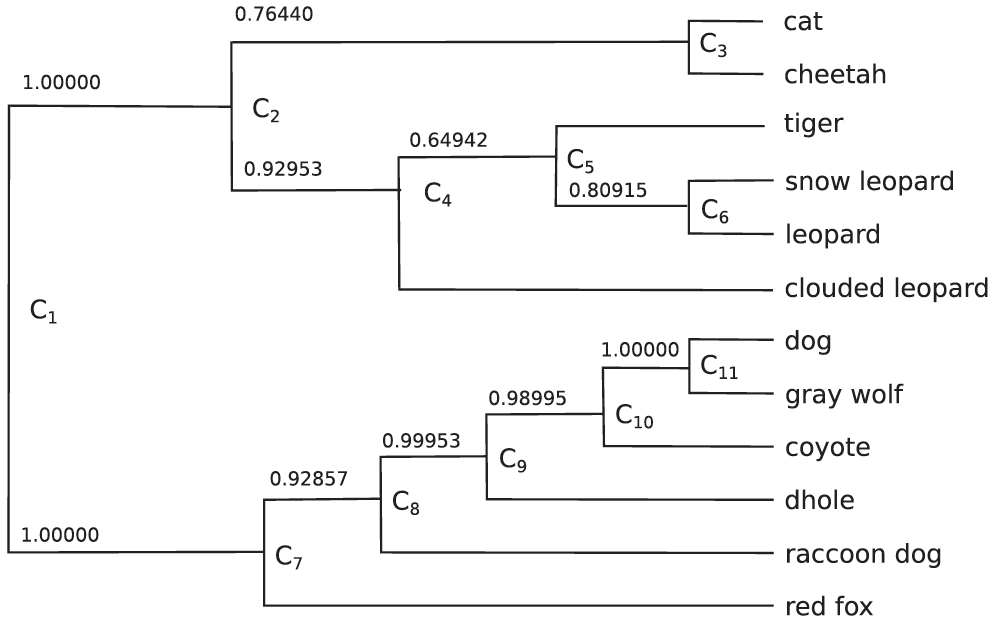 0.76440
cat
C3
cheetah
1.00000
C2
tiger
0.64942
C5
0.92953
snow leopard
0.80915
C4
C6
leopard
clouded leopard
C1
dog
1.00000
C11
gray wolf
0.98995
C10
coyote
0.99953
C9
0.92857
dhole
C8
1.00000
raccoon dog
C7
red fox